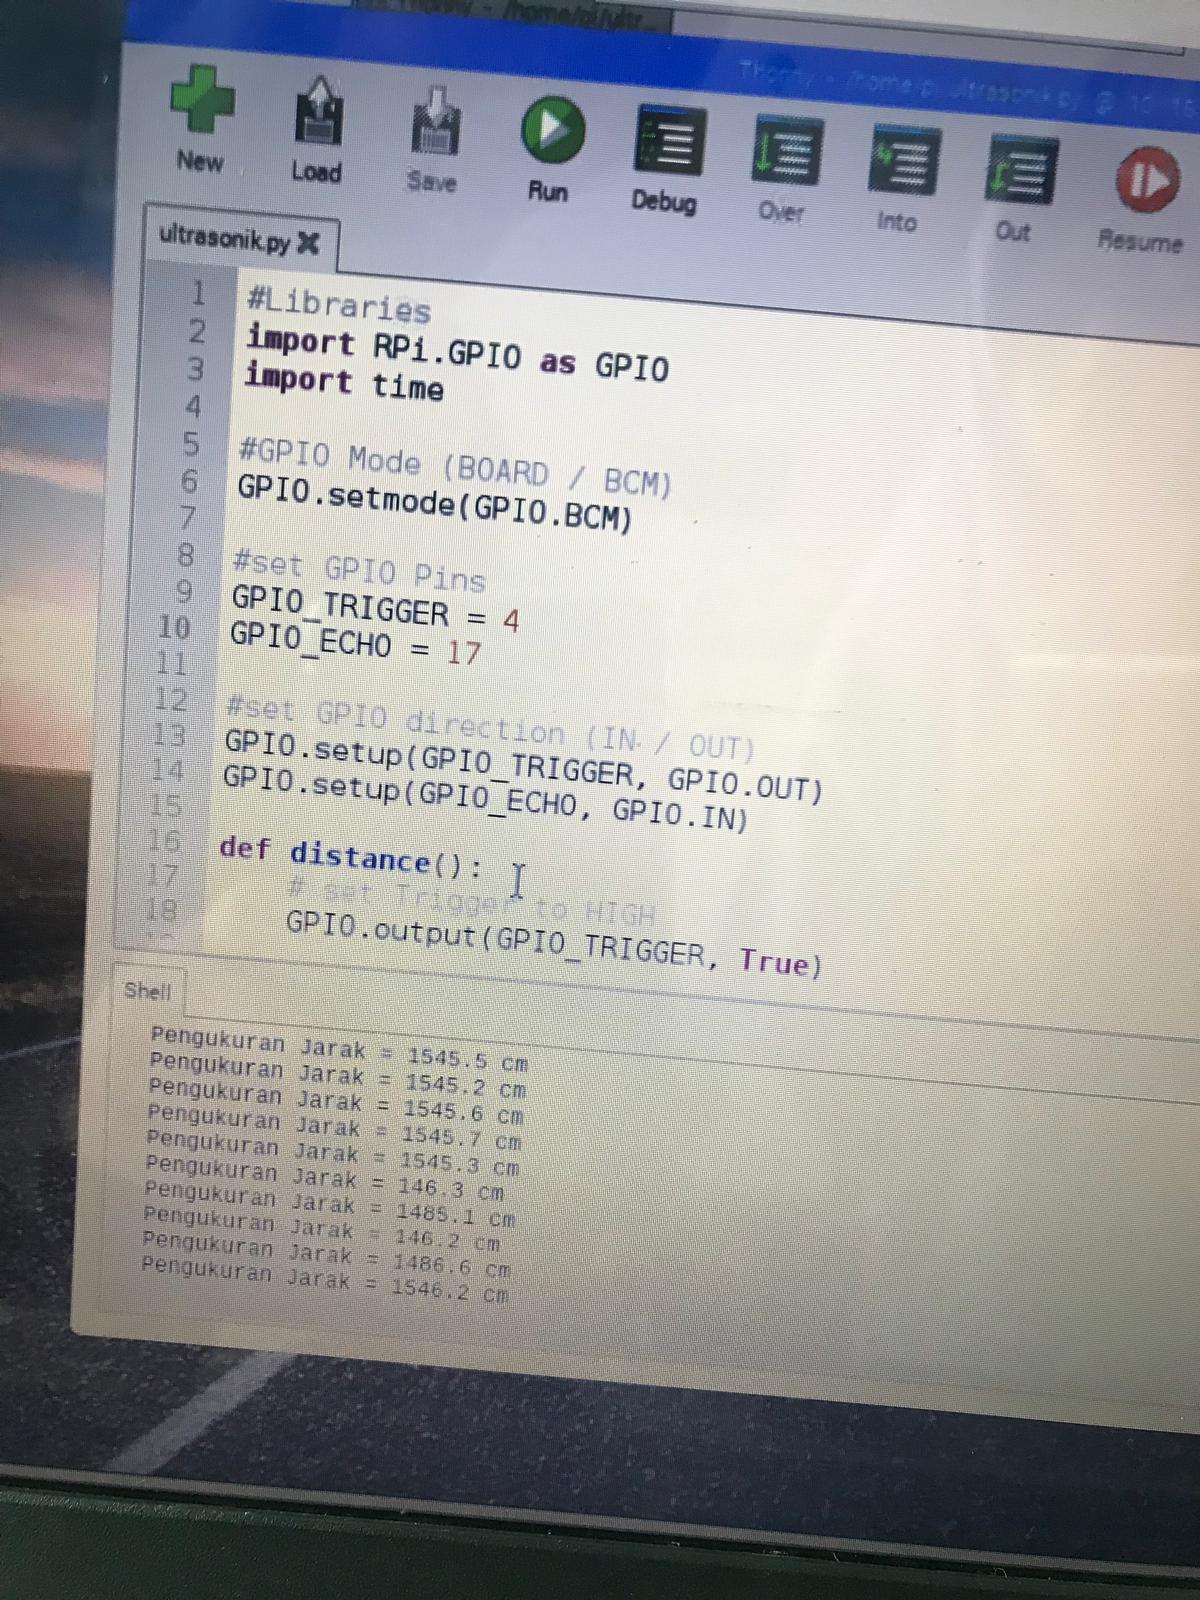 Thonny - /home/pi/ultr...
Thonny - /home/p ultrasonik.py @
New
Load
Save
Run
Debug
Over
Into
Out
Resume
ultrasonik.py
1 #Libraries
2 import RPi.GPIO as GPIO
3 import time
4
5 #GPIO Mode (BOARD / BCM)
6 GPIO.setmode(GPIO.BCM)
7
8 #set GPIO Pins
9 GPIO_TRIGGER = 4
10 GPIO_ECHO = 17
11
12 #set GPIO direction (IN / OUT)
13 GPIO.setup(GPIO_TRIGGER, GPIO.OUT)
14 GPIO.setup(GPIO_ECHO, GPIO.IN)
15
16 def distance():
17 # set Trigger to HIGH
18 GPIO.output(GPIO_TRIGGER, True)
Shell
Pengukuran Jarak = 1545.5 cm
Pengukuran Jarak = 1545.2 cm
Pengukuran Jarak = 1545.6 cm
Pengukuran Jarak = 1545.7 cm
Pengukuran Jarak = 1545.3 cm
Pengukuran Jarak = 146.3 cm
Pengukuran Jarak = 1485.1 cm
Pengukuran Jarak = 146.2 cm
Pengukuran Jarak = 1486.6 cm
Pengukuran Jarak = 1546.2 cm